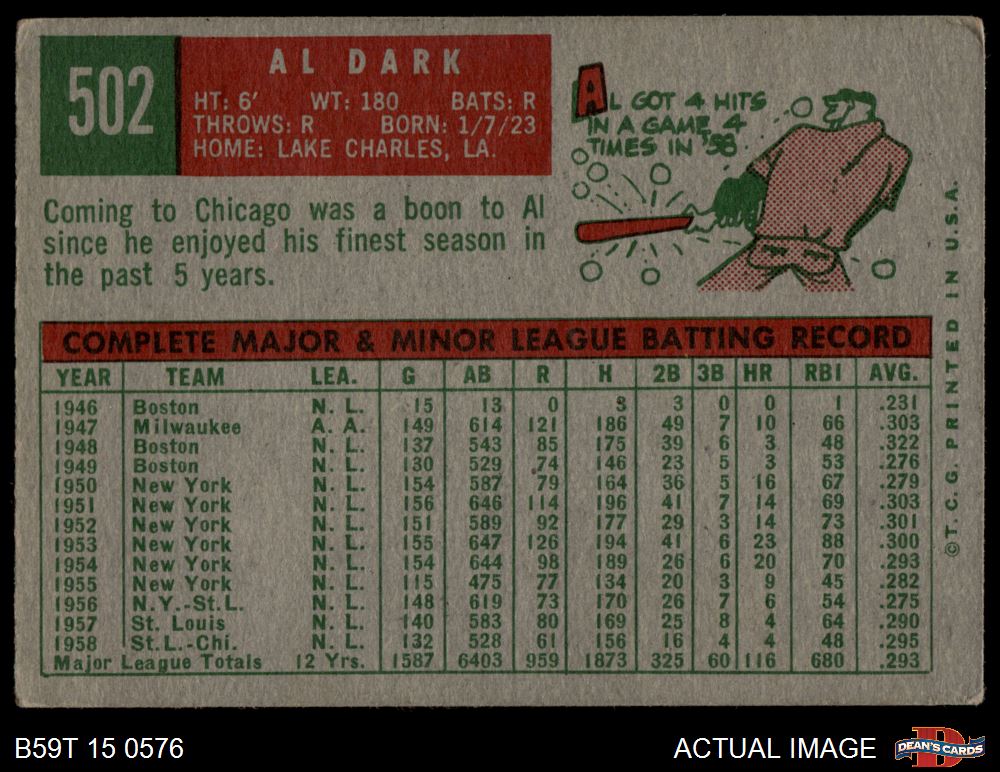 502
AL DARK
HT: 6' WT: 180 BATS: R
THROWS: R BORN: 1/7/23
HOME: LAKE CHARLES, LA.
AL GOT 4 HITS
IN A GAME 4
TIMES IN '58.
Coming to Chicago was a boon to Al
since he enjoyed his finest season in
the past 5 years.
COMPLETE MAJOR & MINOR LEAGUE BATTING RECORD
YEAR TEAM LEA. G AB R H 2B 3B HR RBI AVG.
1946 Boston N. L. 15 13 0 3 3 0 0 1 .231
1947 Milwaukee A. A. 149 614 121 186 49 7 10 66 .303
1948 Boston N. L. 137 543 85 175 39 6 3 48 .322
1949 Boston N. L. 130 529 74 146 23 5 3 53 .276
1950 New York N. L. 154 587 79 164 36 5 16 67 .279
1951 New York N. L. 156 646 114 196 41 7 14 69 .303
1952 New York N. L. 151 589 92 177 29 3 14 73 .301
1953 New York N. L. 155 647 126 194 41 6 23 88 .300
1954 New York N. L. 154 644 98 189 26 6 20 70 .293
1955 New York N. L. 115 475 77 134 20 3 9 45 .282
1956 N.Y.-St.L. N. L. 148 619 73 170 26 7 6 54 .275
1957 St. Louis N. L. 140 583 80 169 25 8 4 64 .290
1958 St.L.-Chi. N. L. 132 528 61 156 16 4 4 48 .295
Major League Totals 12 Yrs. 1587 6403 959 1873 325 60 116 680 .293
©T.C.G. PRINTED IN U.S.A.
B59T 15 0576
ACTUAL IMAGE
D
DEAN'S CARDS